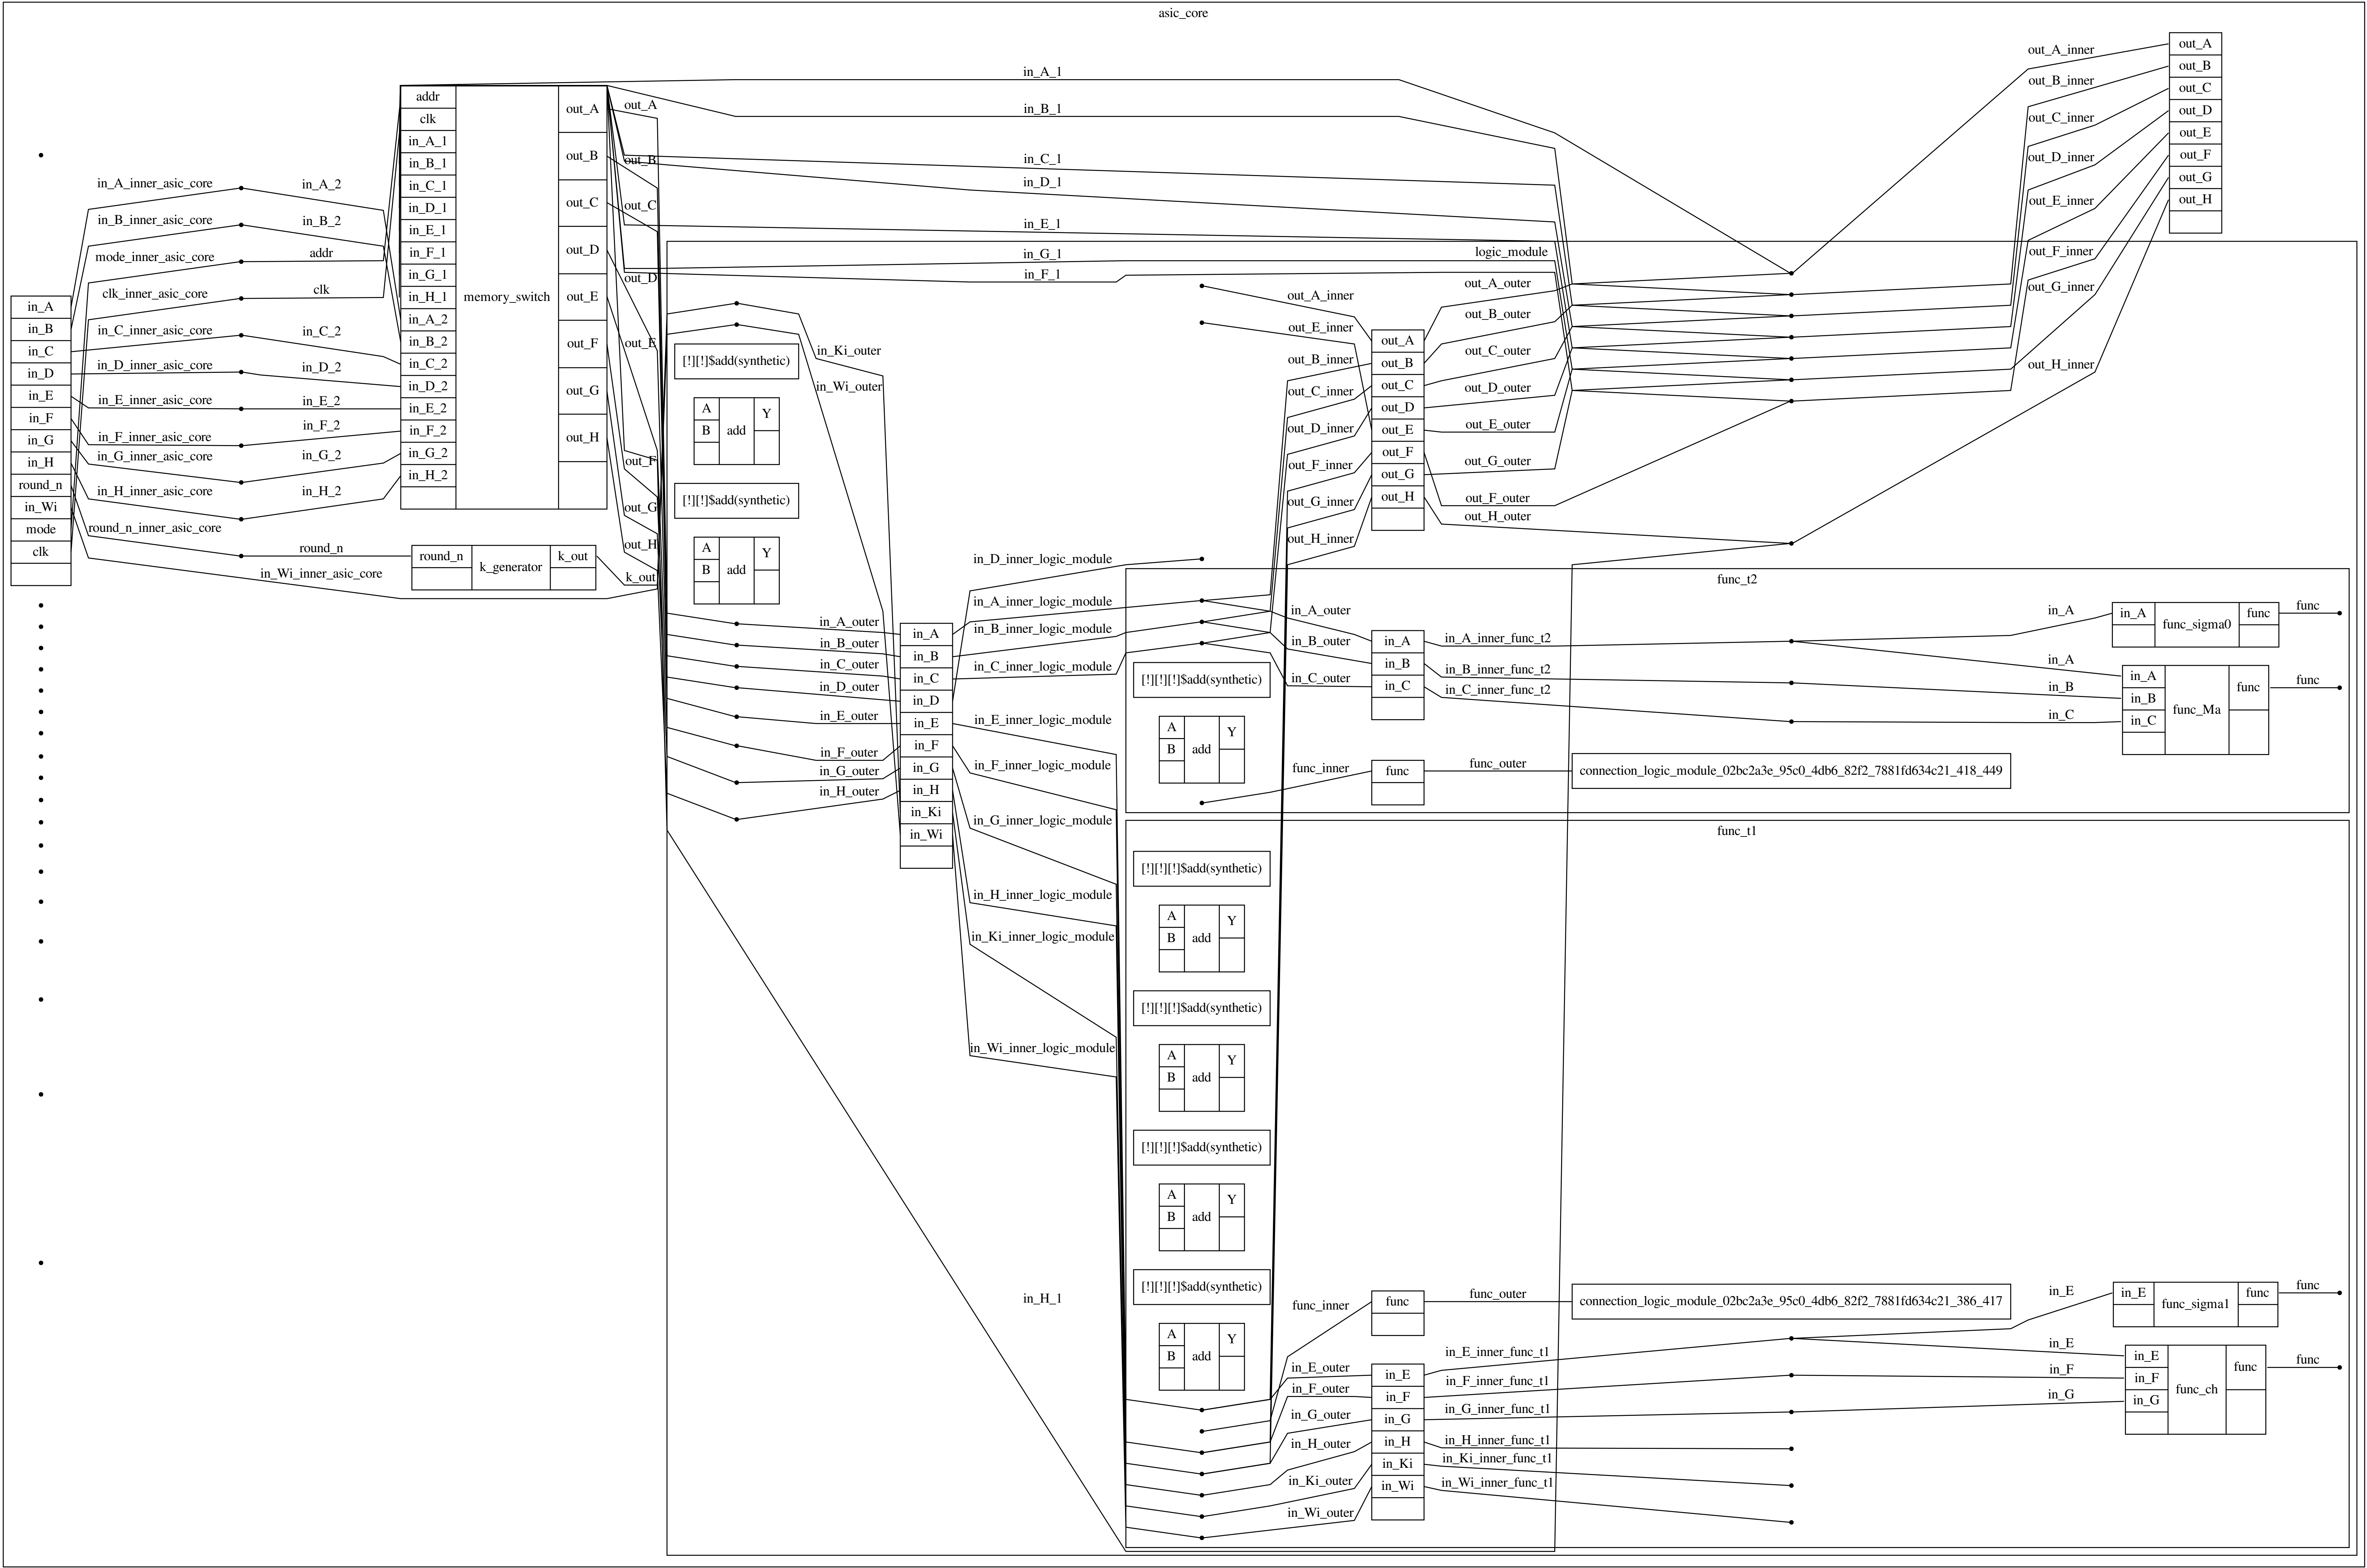 asic_core
in_A
in_B
in_C
in_D
in_E
in_F
in_G
in_H
round_n
in_Wi
mode
clk
in_A_inner_asic_core
in_B_inner_asic_core
mode_inner_asic_core
clk_inner_asic_core
in_C_inner_asic_core
in_D_inner_asic_core
in_E_inner_asic_core
in_F_inner_asic_core
in_G_inner_asic_core
in_H_inner_asic_core
round_n_inner_asic_core
in_Wi_inner_asic_core
in_A_2
in_B_2
addr
clk
in_C_2
in_D_2
in_E_2
in_F_2
in_G_2
in_H_2
round_n
addr
clk
in_A_1
in_B_1
in_C_1
in_D_1
in_E_1
in_F_1
in_G_1
in_H_1
in_A_2
in_B_2
in_C_2
in_D_2
in_E_2
in_F_2
in_G_2
in_H_2
memory_switch
out_A
out_B
out_C
out_D
out_E
out_F
out_G
out_H
round_n
k_generator
k_out
out_A
out_B
out_C
out_D
out_E
out_F
out_G
out_H
k_out
in_A_1
in_B_1
in_C_1
in_D_1
in_E_1
in_G_1
in_F_1
in_H_1
logic_module
[!][!]$add(synthetic)
A
B
add
Y
[!][!]$add(synthetic)
A
B
add
Y
in_Ki_outer
in_Wi_outer
in_A_outer
in_B_outer
in_C_outer
in_D_outer
in_E_outer
in_F_outer
in_G_outer
in_H_outer
in_A
in_B
in_C
in_D
in_E
in_F
in_G
in_H
in_Ki
in_Wi
in_D_inner_logic_module
in_A_inner_logic_module
in_B_inner_logic_module
in_C_inner_logic_module
in_E_inner_logic_module
in_F_inner_logic_module
in_G_inner_logic_module
in_H_inner_logic_module
in_Ki_inner_logic_module
in_Wi_inner_logic_module
out_A_inner
out_E_inner
out_B_inner
out_C_inner
out_D_inner
out_F_inner
out_G_inner
out_H_inner
out_A
out_B
out_C
out_D
out_E
out_F
out_G
out_H
out_A_outer
out_B_outer
out_C_outer
out_D_outer
out_E_outer
out_G_outer
out_F_outer
out_H_outer
out_A_inner
out_B_inner
out_C_inner
out_D_inner
out_E_inner
out_F_inner
out_G_inner
out_H_inner
out_A
out_B
out_C
out_D
out_E
out_F
out_G
out_H
func_t2
[!][!][!]$add(synthetic)
A
B
add
Y
in_A_outer
in_B_outer
in_C_outer
func_inner
in_A
in_B
in_C
func
in_A_inner_func_t2
in_B_inner_func_t2
in_C_inner_func_t2
func_outer
connection_logic_module_02bc2a3e_95c0_4db6_82f2_7881fd634c21_418_449
in_A
in_A
in_B
in_C
in_A
func_sigma0
func
func
in_A
in_B
in_C
func_Ma
func
func
func_t1
[!][!][!]$add(synthetic)
A
B
add
Y
[!][!][!]$add(synthetic)
A
B
add
Y
[!][!][!]$add(synthetic)
A
B
add
Y
[!][!][!]$add(synthetic)
A
B
add
Y
func_inner
in_E_outer
in_F_outer
in_G_outer
in_H_outer
in_Ki_outer
in_Wi_outer
func
in_E
in_F
in_G
in_H
in_Ki
in_Wi
func_outer
connection_logic_module_02bc2a3e_95c0_4db6_82f2_7881fd634c21_386_417
in_E_inner_func_t1
in_F_inner_func_t1
in_G_inner_func_t1
in_H_inner_func_t1
in_Ki_inner_func_t1
in_Wi_inner_func_t1
in_E
in_E
in_F
in_G
in_E
func_sigma1
func
func
in_E
in_F
in_G
func_ch
func
func